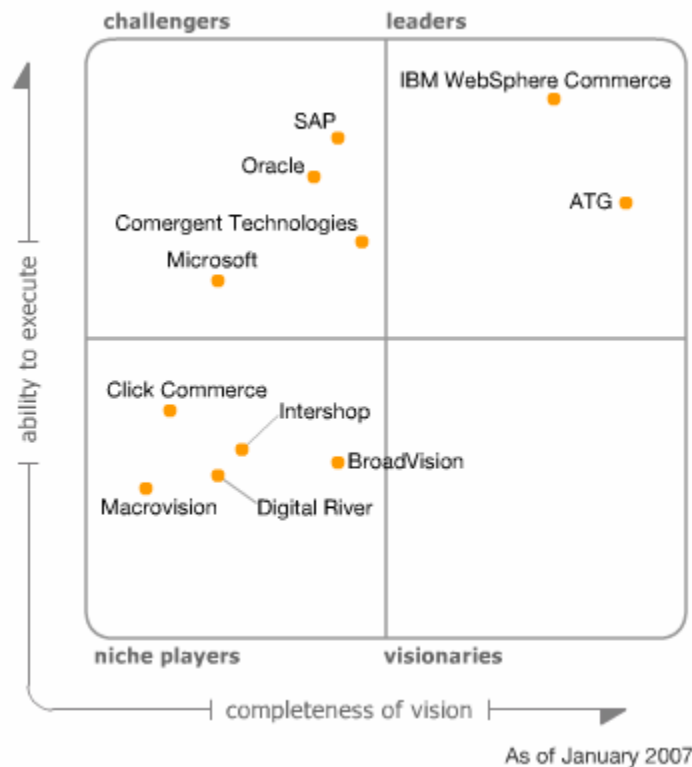 challengers
leaders
IBM WebSphere Commerce
SAP
Oracle
ATG
Comergent Technologies
Microsoft
ability to execute
Click Commerce
Intershop
BroadVision
Macrovision
Digital River
niche players
visionaries
completeness of vision
As of January 2007